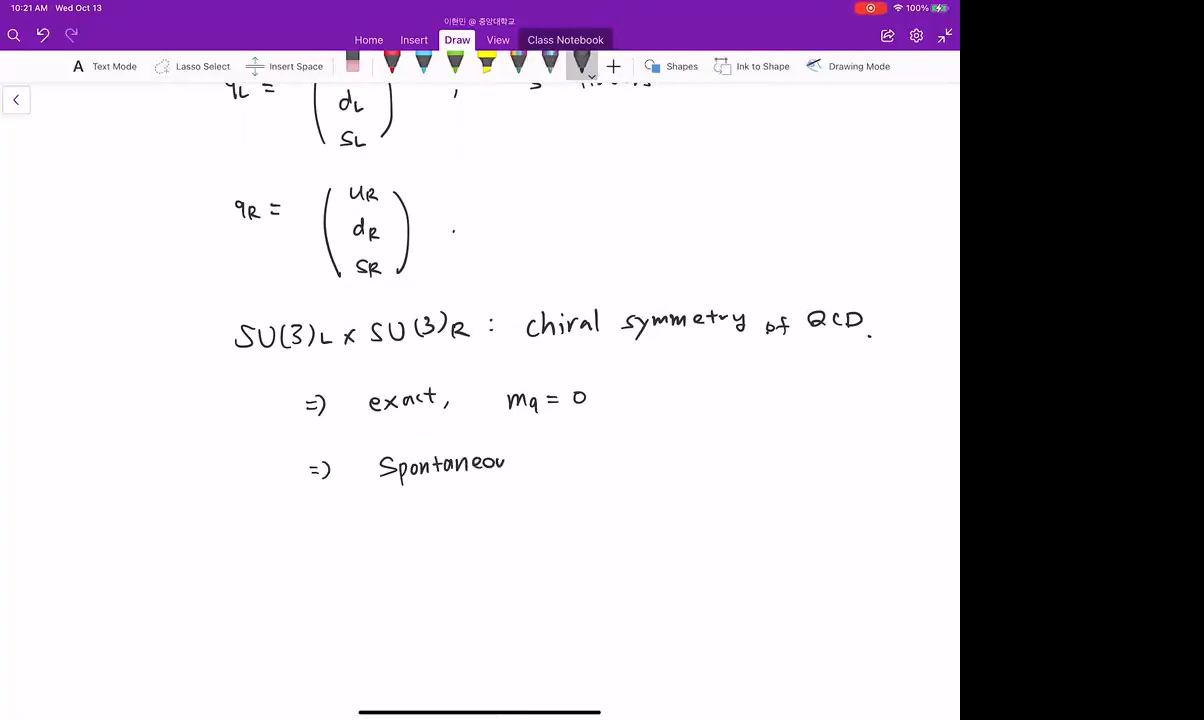 10:21 AM Wed Oct 13
100%
이현민 @ 중앙대학교
Home Insert Draw View Class Notebook
A Text Mode Lasso Select Insert Space Shapes Ink to Shape Drawing Mode
qL =
dL
SL
,
qR =
UR
dR
SR
.
SU(3)L x SU(3)R : chiral symmetry of QCD.
=) exact, mq = 0
=) Spontaneou